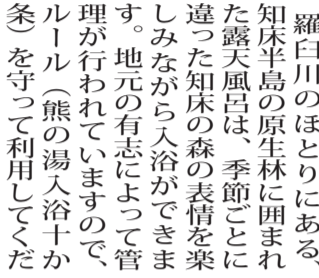 羅臼川のほとりにある、
知床半島の原生林に囲まれ
た露天風呂は、季節ごとに
違った知床の森の表情を楽
しみながら入浴ができま
す。地元の有志によって管
理が行われていますので、
ルール（熊の湯入浴十か
条）を守って利用してくだ